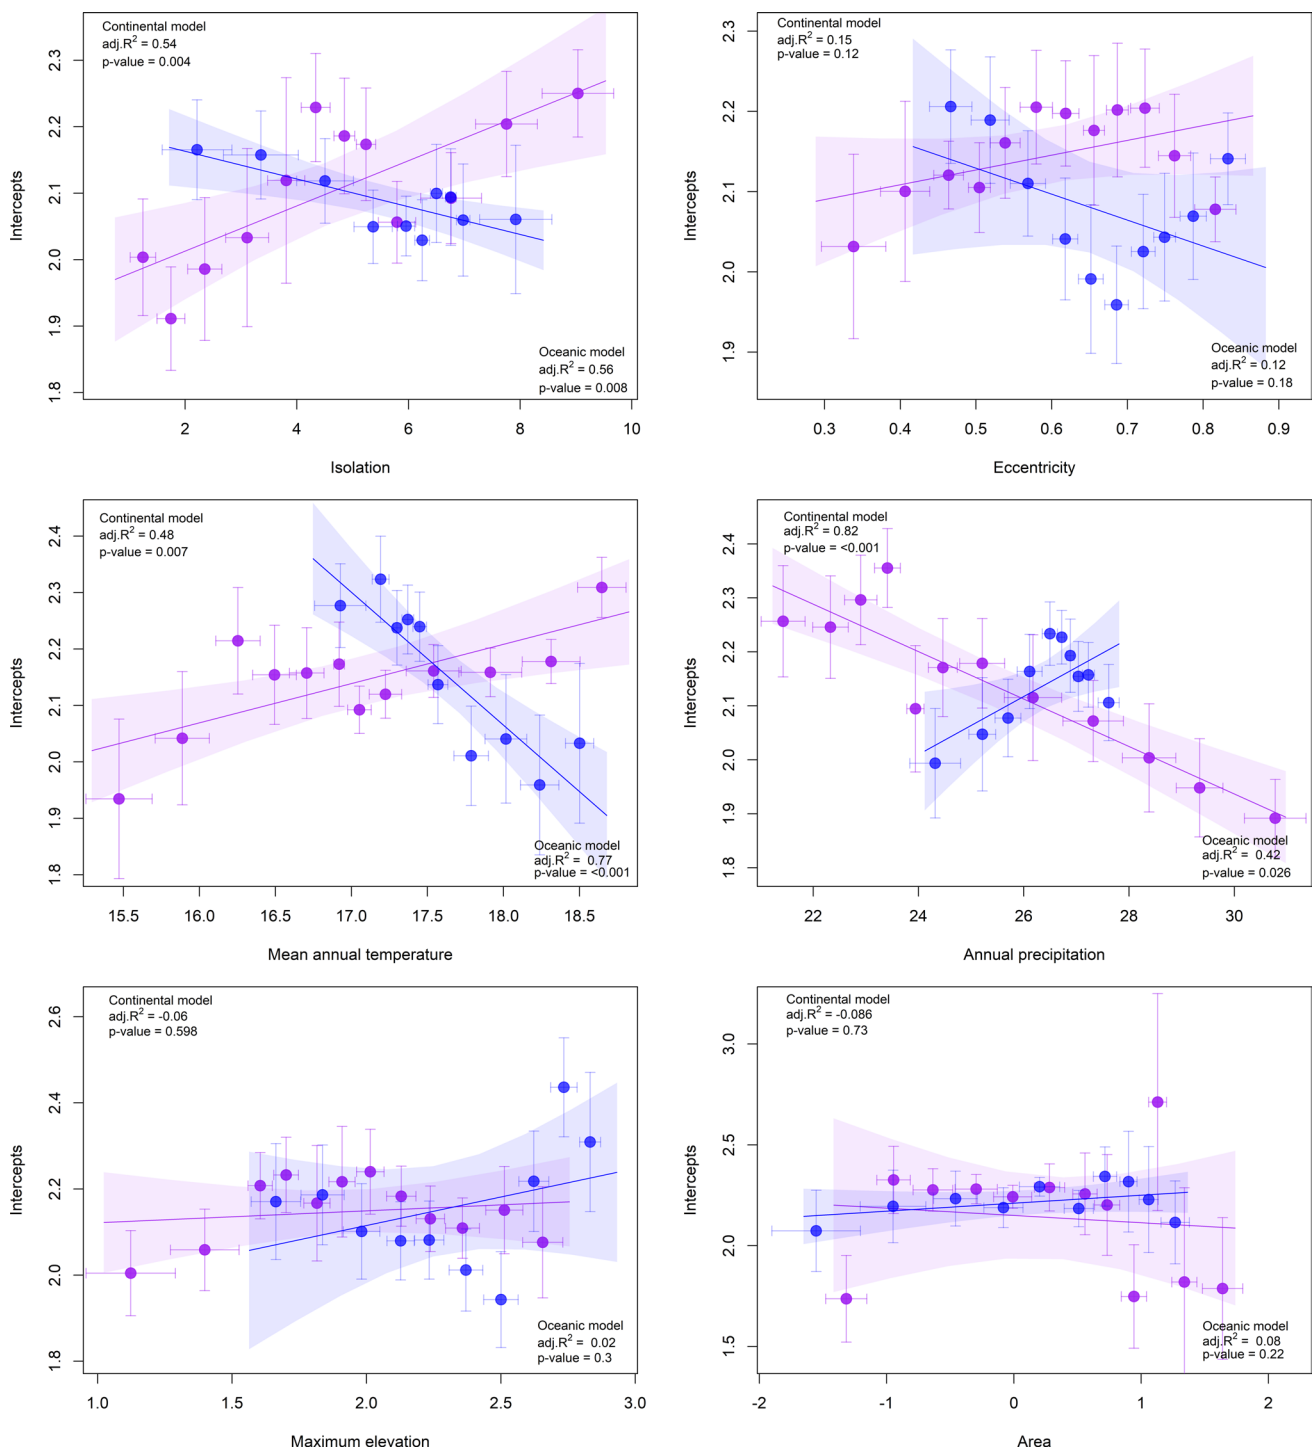 Continental model
adj.R² = 0.54
p-value = 0.004
Intercepts
2.3
2.2
2.1
2.0
1.9
1.8
Oceanic model
adj.R² = 0.56
p-value = 0.008
2 4 6 8 10
Isolation
Continental model
adj.R² = 0.15
p-value = 0.12
Intercepts
2.3
2.2
2.1
2.0
1.9
Oceanic model
adj.R² = 0.12
p-value = 0.18
0.3 0.4 0.5 0.6 0.7 0.8 0.9
Eccentricity
Continental model
adj.R² = 0.48
p-value = 0.007
Intercepts
2.4
2.3
2.2
2.1
2.0
1.9
1.8
Oceanic model
adj.R² = 0.77
p-value = <0.001
15.5 16.0 16.5 17.0 17.5 18.0 18.5
Mean annual temperature
Continental model
adj.R² = 0.82
p-value = <0.001
Intercepts
2.4
2.3
2.2
2.1
2.0
1.9
1.8
Oceanic model
adj.R² = 0.42
p-value = 0.026
22 24 26 28 30
Annual precipitation
Continental model
adj.R² = -0.06
p-value = 0.598
Intercepts
2.6
2.4
2.2
2.0
1.8
Oceanic model
adj.R² = 0.02
p-value = 0.3
1.0 1.5 2.0 2.5 3.0
Maximum elevation
Continental model
adj.R² = -0.086
p-value = 0.73
Intercepts
3.0
2.5
2.0
1.5
Oceanic model
adj.R² = 0.08
p-value = 0.22
-2 -1 0 1 2
Area